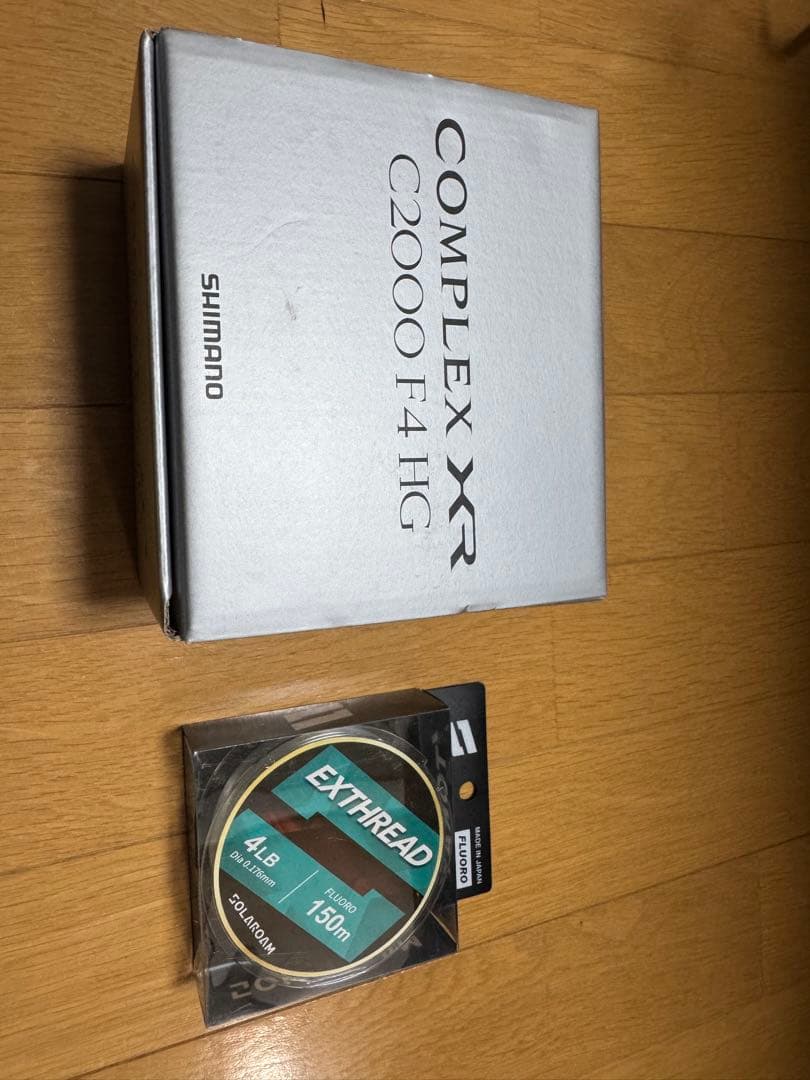 COMPLEX XR
C2000 F4 HG
SHIMANO
MADE IN JAPAN
FLUORO
EXTHREAD
4LB
Dia 0.176mm
FLUORO
150m
SOLAROAM